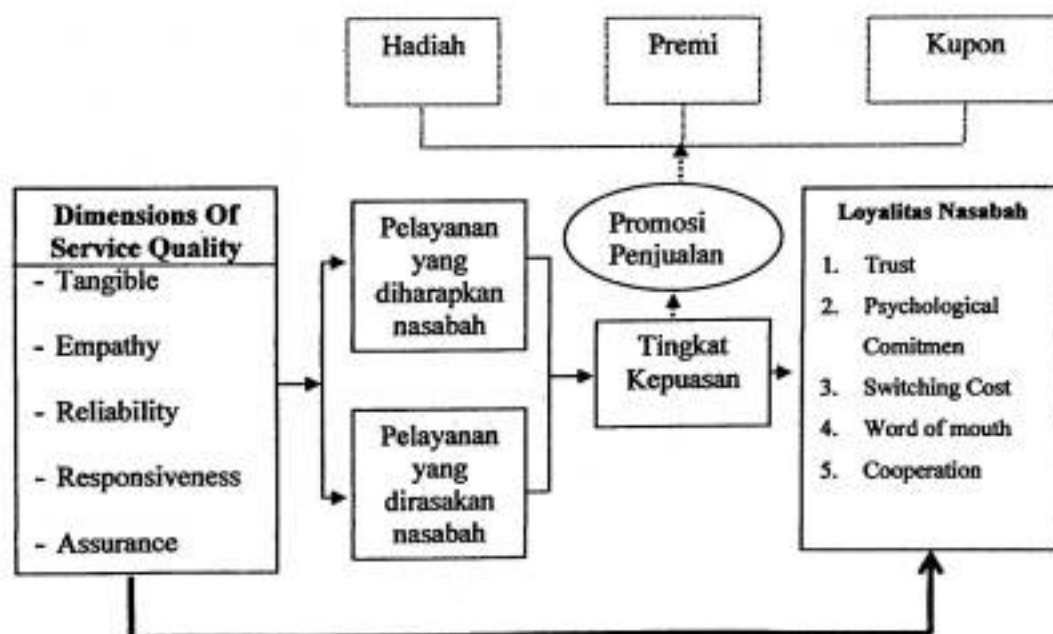 Hadiah
Premi
Kupon
Dimensions Of
Service Quality
- Tangible
- Empathy
- Reliability
- Responsiveness
- Assurance
Pelayanan
yang
diharapkan
nasabah
Pelayanan
yang
dirasakan
nasabah
Promosi
Penjualan
Tingkat
Kepuasan
Loyalitas Nasabah
1. Trust
2. Psychological
Comitmen
3. Switching Cost
4. Word of mouth
5. Cooperation